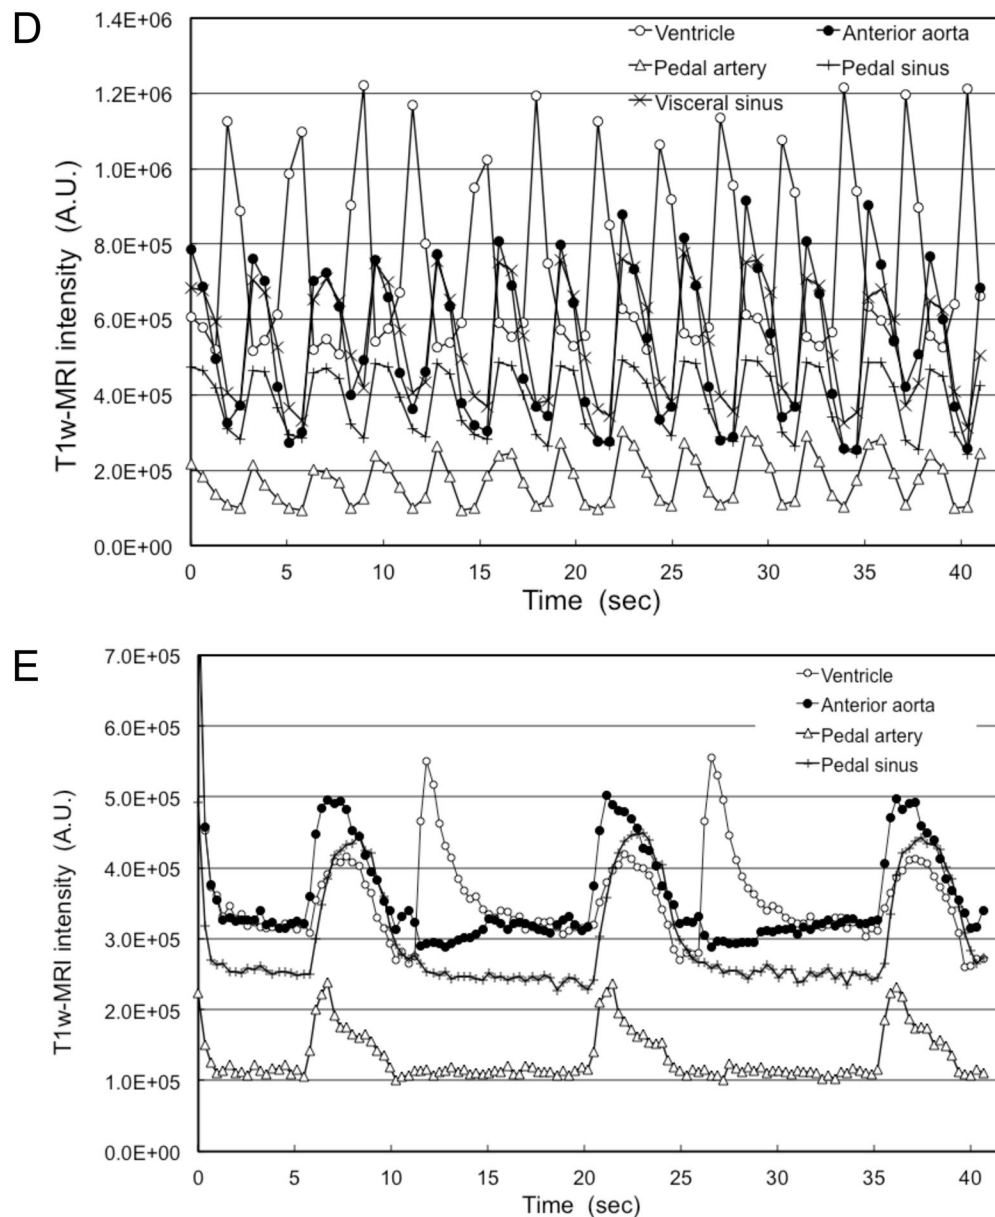 D
1.4E+06
Ventricle Anterior aorta
Pedal artery Pedal sinus
Visceral sinus
1.2E+06
1.0E+06
8.0E+05
6.0E+05
4.0E+05
2.0E+05
0.0E+00
T1w-MRI intensity (A.U.)
0 5 10 15 20 25 30 35 40
Time (sec)
E
7.0E+05
Ventricle
Anterior aorta
Pedal artery
Pedal sinus
6.0E+05
5.0E+05
4.0E+05
3.0E+05
2.0E+05
1.0E+05
0.0E+00
T1w-MRI intensity (A.U.)
0 5 10 15 20 25 30 35 40
Time (sec)